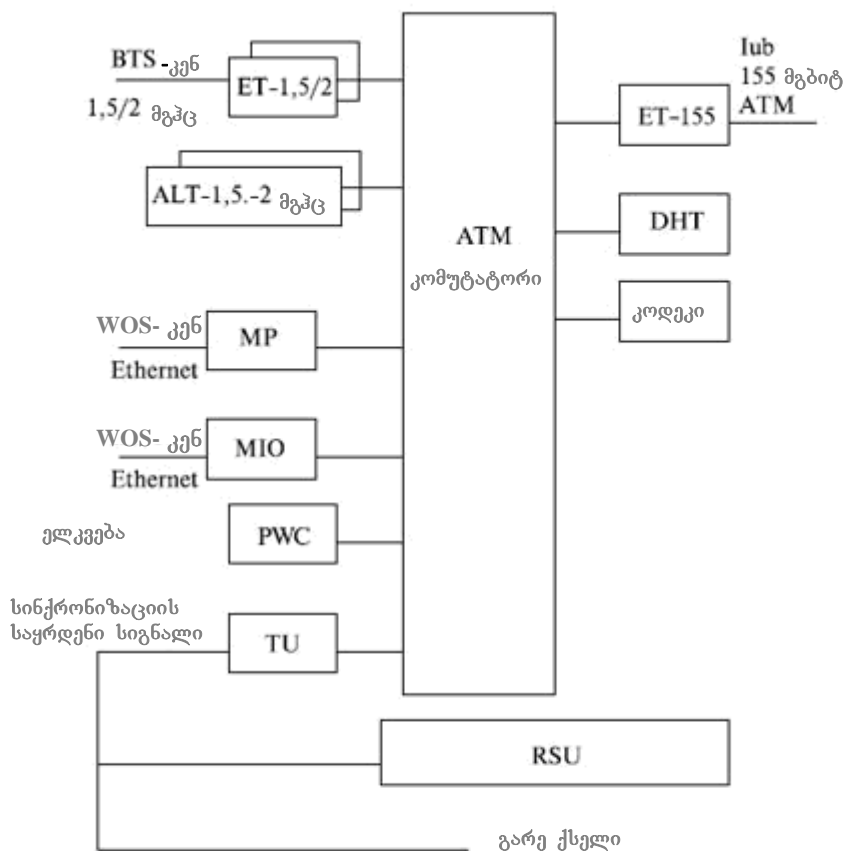 BTS -კენ
1,5/2 მგჰც
ET-1,5/2
ALT-1,5.-2 მგჰც
WOS- კენ
Ethernet
MP
WOS- კენ
Ethernet
MIO
ელკვება
PWC
სინქრონიზაციის
საყრდენი სიგნალი
TU
ATM
კომუტატორი
Iub
155 მგბიტ
ATM
ET-155
DHT
კოდეკი
RSU
გარე ქსელი